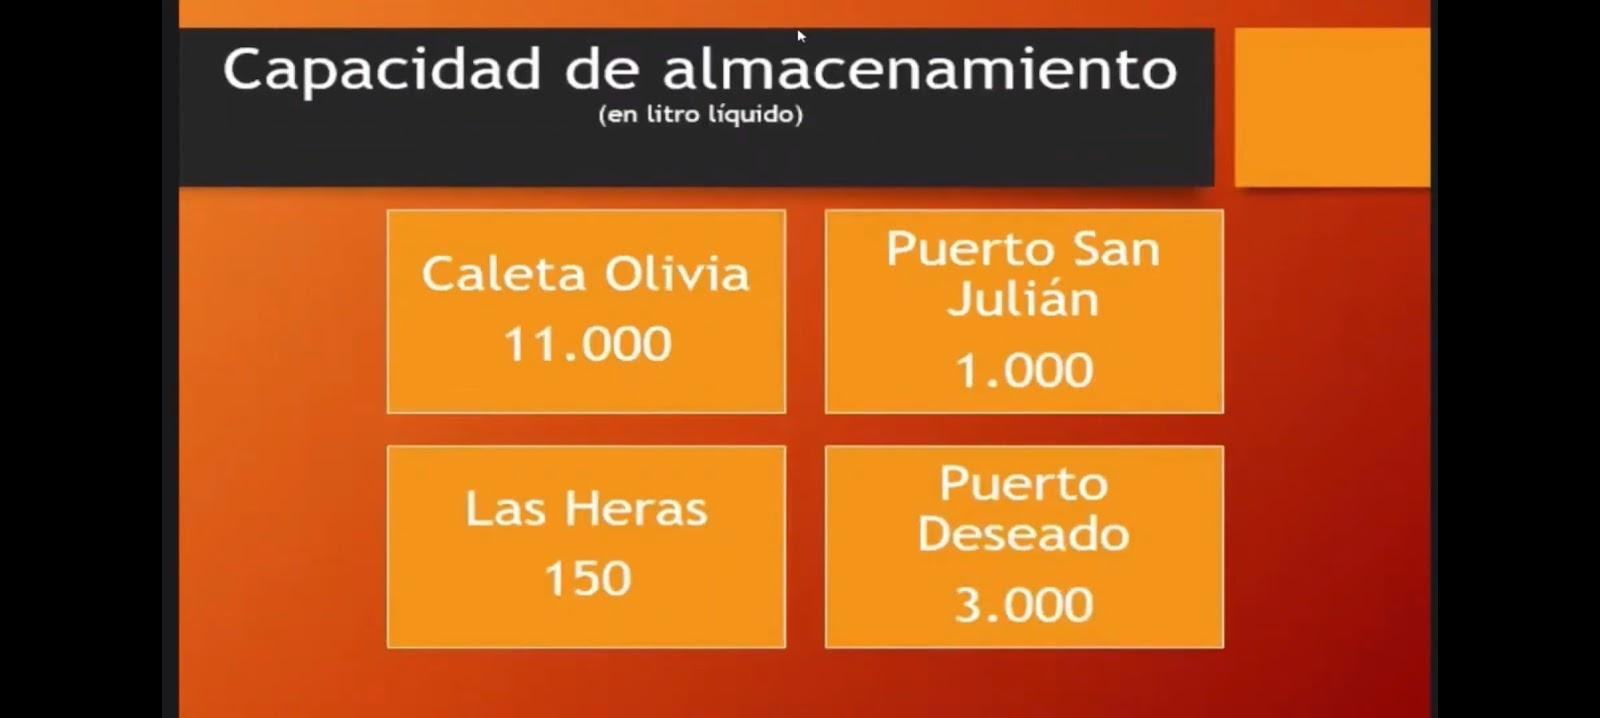 Capacidad de almacenamiento
(en litro líquido)
Caleta Olivia
11.000
Puerto San
Julián
1.000
Las Heras
150
Puerto
Deseado
3.000